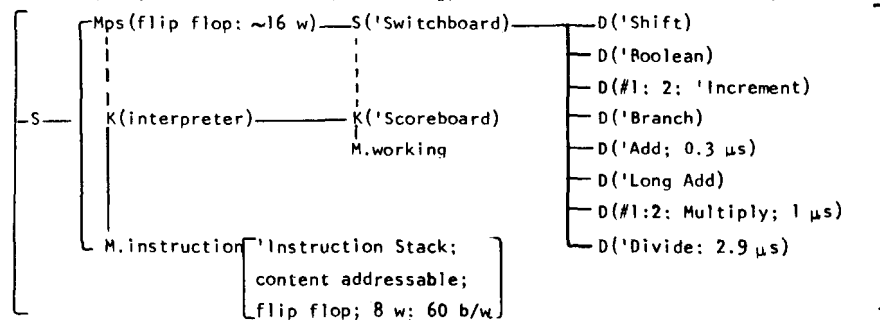 Mps(flip flop: ~16 w) S('Switchboard) D('Shift)
D('Boolean)
D(#1: 2: 'Increment)
S K(interpreter) K('Scoreboard) D('Branch)
M.working D('Add; 0.3 μs)
D('Long Add)
D(#1:2: Multiply; 1 μs)
M.instruction 'Instruction Stack; D('Divide: 2.9 μs)
content addressable;
flip flop; 8 w: 60 b/w